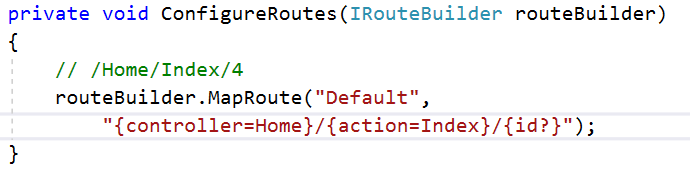 private void ConfigureRoutes(IRouteBuilder routeBuilder)
{
// /Home/Index/4
routeBuilder.MapRoute("Default",
"{controller=Home}/{action=Index}/{id?}");
}